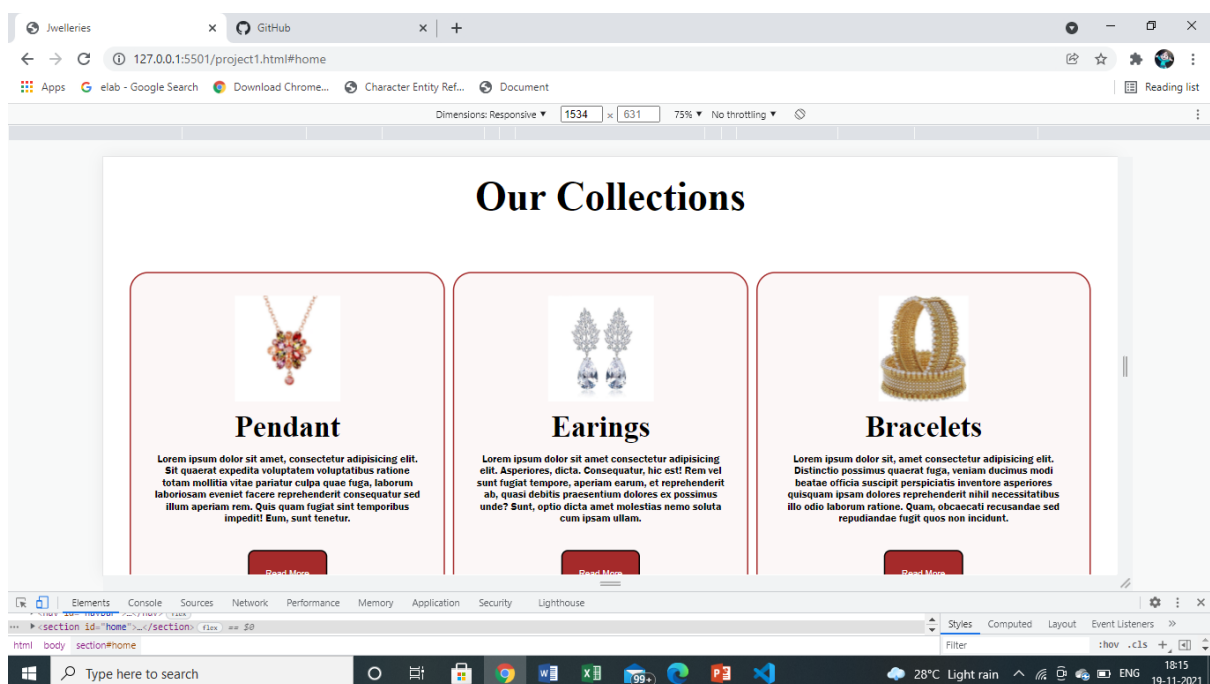 Jwelleries
GitHub
127.0.0.1:5501/project1.html#home
Apps
elab - Google Search
Download Chrome...
Character Entity Ref...
Document
Reading list
Dimensions: Responsive ▼ 1534 × 631 75% ▼ No throttling ▼
Our Collections
Pendant
Lorem ipsum dolor sit amet, consectetur adipisicing elit.
Sit quaerat expedita voluptatem voluptatibus ratione
totam mollitia vitae pariatur culpa quae fuga, laborum
laboriosam eveniet facere reprehenderit consequatur sed
illum aperiam rem. Quis quam fugiat sint temporibus
impedit! Eum, sunt tenetur.
Read More
Earings
Lorem ipsum dolor sit amet consectetur adipisicing
elit. Asperiores, dicta. Consequatur, hic est! Rem vel
sunt fugiat tempore, aperiam earum, et reprehenderit
ab, quasi debitis praesentium dolores ex possimus
unde? Sunt, optio dicta amet molestias nemo soluta
cum ipsam ullam.
Read More
Bracelets
Lorem ipsum dolor sit, amet consectetur adipisicing elit.
Distinctio possimus quaerat fuga, veniam ducimus modi
beatae officia suscipit perspiciatis inventore asperiores
quisquam ipsam dolores reprehenderit nihil necessitatibus
illo odio laborum ratione. Quam, obcaecati recusandae sed
repudiandae fugit quos non incidunt.
Read More
Elements Console Sources Network Performance Memory Application Security Lighthouse
<nav id="navbar">…</nav> flex
<section id="home">…</section> flex == $0
html body section#home
Styles Computed Layout Event Listeners »
Filter :hov .cls +
Type here to search
99+
28°C Light rain
ENG
18:15
19-11-2021